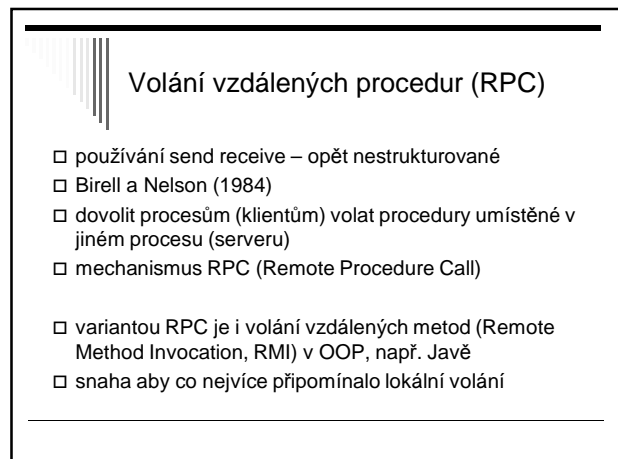 Volání vzdálených procedur (RPC)
□ používání send receive – opět nestrukturované
□ Birell a Nelson (1984)
□ dovolit procesům (klientům) volat procedury umístěné v
jiném procesu (serveru)
□ mechanismus RPC (Remote Procedure Call)
□ variantou RPC je i volání vzdálených metod (Remote
Method Invocation, RMI) v OOP, např. Javě
□ snaha aby co nejvíce připomínalo lokální volání